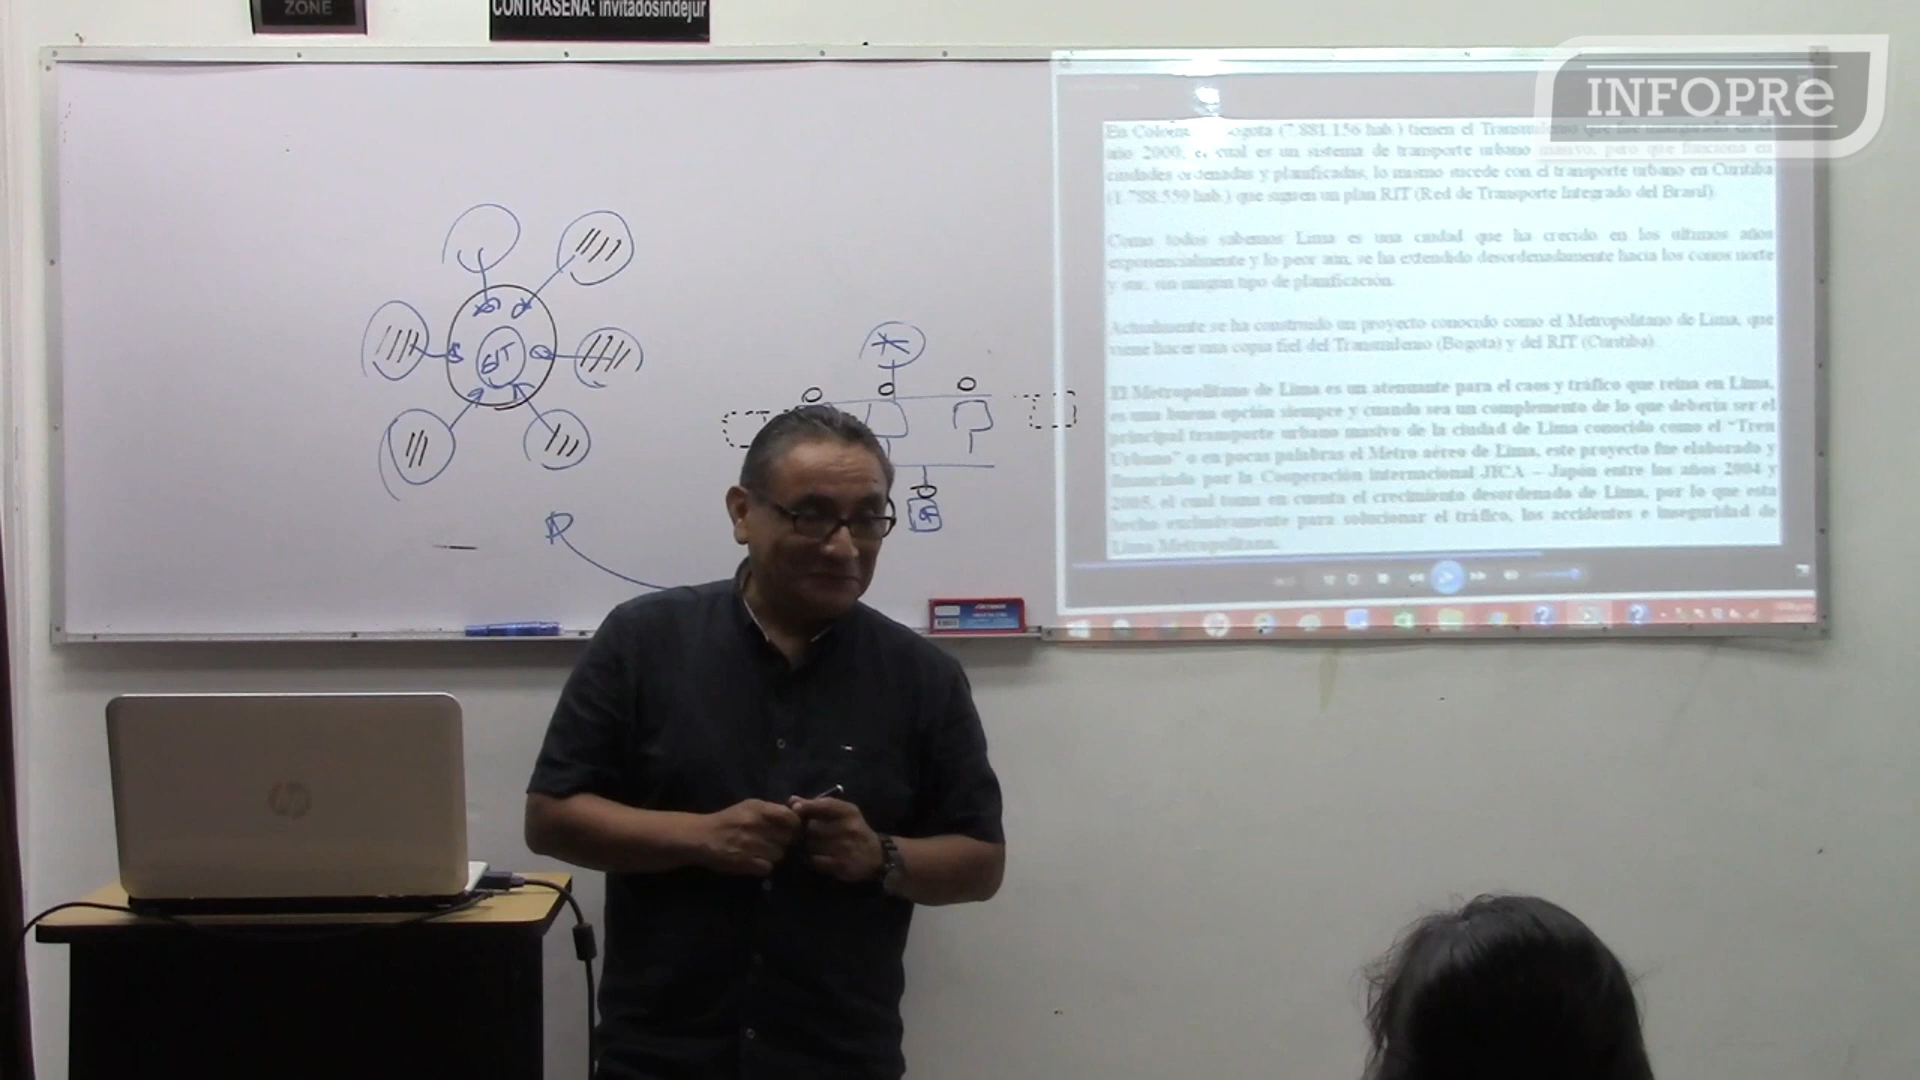 ZONE
CONTRASEÑA: invitadosindejur
INFOPRe
En Bogota (7.881.156 hab.) tienen el Transmilenio que fue inaugurado en el
año 2000, el cual es un sistema de transporte urbano masivo, pero que funciona en
ciudades ordenadas y planificadas, lo mismo sucede con el transporte urbano en Curitiba
(1.788.559 hab.) que siguen un plan RIT (Red de Transporte Integrado del Brasil).
Como todos sabemos Lima es una ciudad que ha crecido en los ultimos años
exponencialmente y lo peor aún, se ha extendido desordenadamente hacia los conos norte
y sur, sin ningún tipo de planificación.
Actualmente se ha construido un proyecto conocido como el Metropolitano de Lima, que
viene hacer una copia fiel del Transmilenio (Bogota) y del RIT (Curitiba).
El Metropolitano de Lima es un atenuante para el caos y tráfico que reina en Lima,
es una buena opción siempre y cuando sea un complemento de lo que debería ser el
principal transporte urbano masivo de la ciudad de Lima conocido como el "Tren
Urbano" o en pocas palabras el Metro aéreo de Lima, este proyecto fue elaborado y
financiado por la Cooperación internacional JICA – Japón entre los años 2004 y
2005, el cual toma en cuenta el crecimiento desordenado de Lima, por lo que esta
hecho exclusivamente para solucionar el tráfico, los accidentes e inseguridad de
Lima Metropolitana.
hp